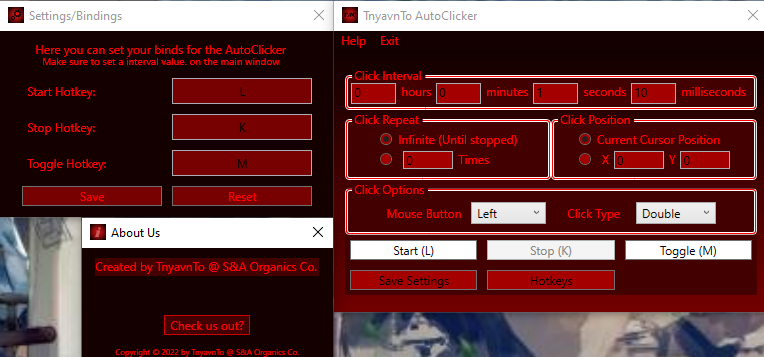 Settings/Bindings
Here you can set your binds for the AutoClicker
Make sure to set a interval value. on the main window
Start Hotkey: L
Stop Hotkey: K
Toggle Hotkey: M
Save Reset
About Us
Created by TnyavnTo @ S&A Organics Co.
Check us out?
Copyright © 2022 by TnyavnTo @ S&A Organics Co.
TnyavnTo AutoClicker
Help Exit
Click Interval
0 hours 0 minutes 1 seconds 10 milliseconds
Click Repeat
Infinite (Until stopped)
0 Times
Click Position
Current Cursor Position
X 0 Y 0
Click Options
Mouse Button Left Click Type Double
Start (L) Stop (K) Toggle (M)
Save Settings Hotkeys